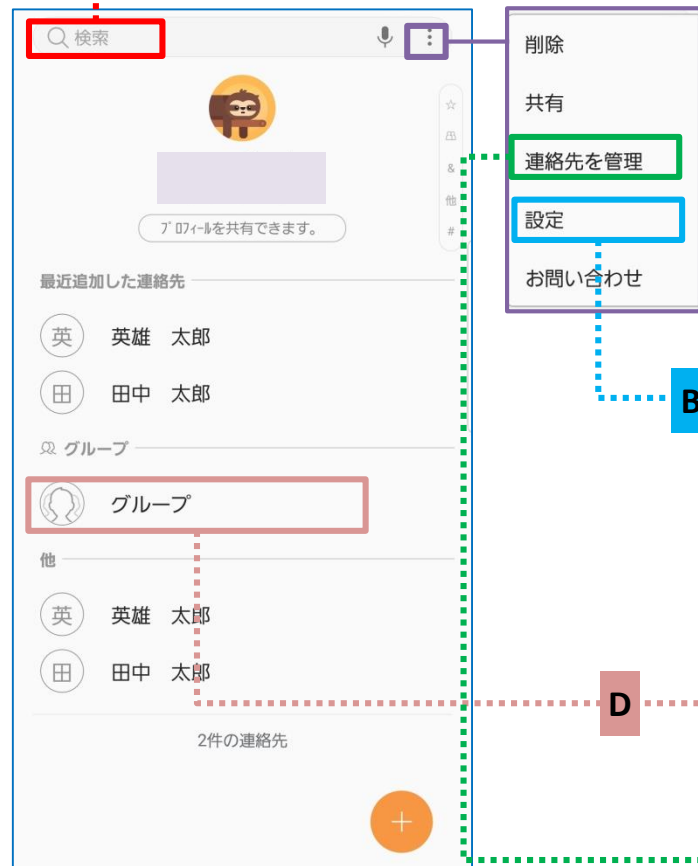 検索
プロフィールを共有できます。
☆
&
他
#
最近追加した連絡先
英 英雄 太郎
田 田中 太郎
グループ
グループ
他
英 英雄 太郎
田 田中 太郎
2件の連絡先
+
削除
共有
連絡先を管理
設定
お問い合わせ
B
D